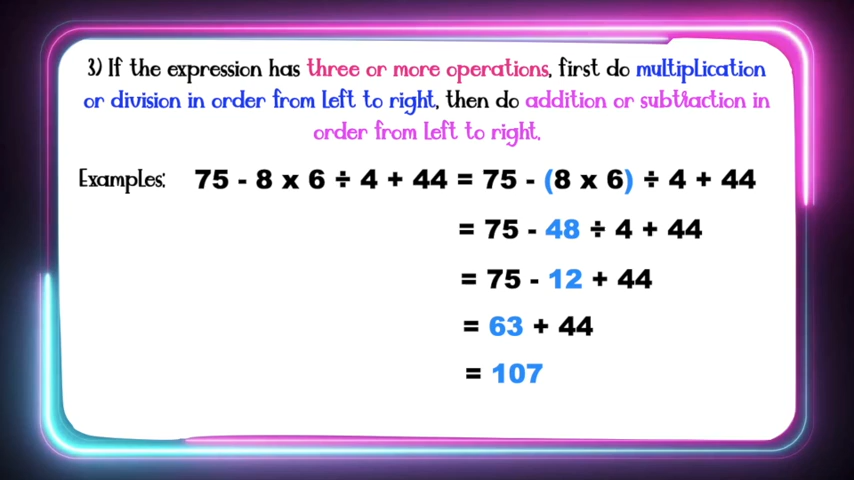 3) If the expression has three or more operations, first do multiplication
or division in order from left to right, then do addition or subtraction in
order from left to right.
Examples: 75 - 8 x 6 ÷ 4 + 44 = 75 - (8 x 6) ÷ 4 + 44
= 75 - 48 ÷ 4 + 44
= 75 - 12 + 44
= 63 + 44
= 107